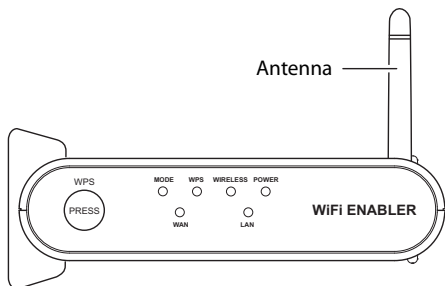 Antenna
WPS
PRESS
MODE WPS WIRELESS POWER
WAN LAN
WiFi ENABLER